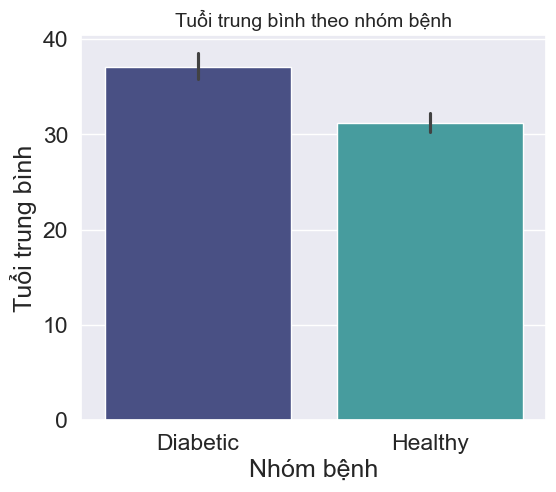 Tuổi trung bình theo nhóm bệnh
40
30
20
10
0
Tuổi trung bình
Diabetic
Healthy
Nhóm bệnh